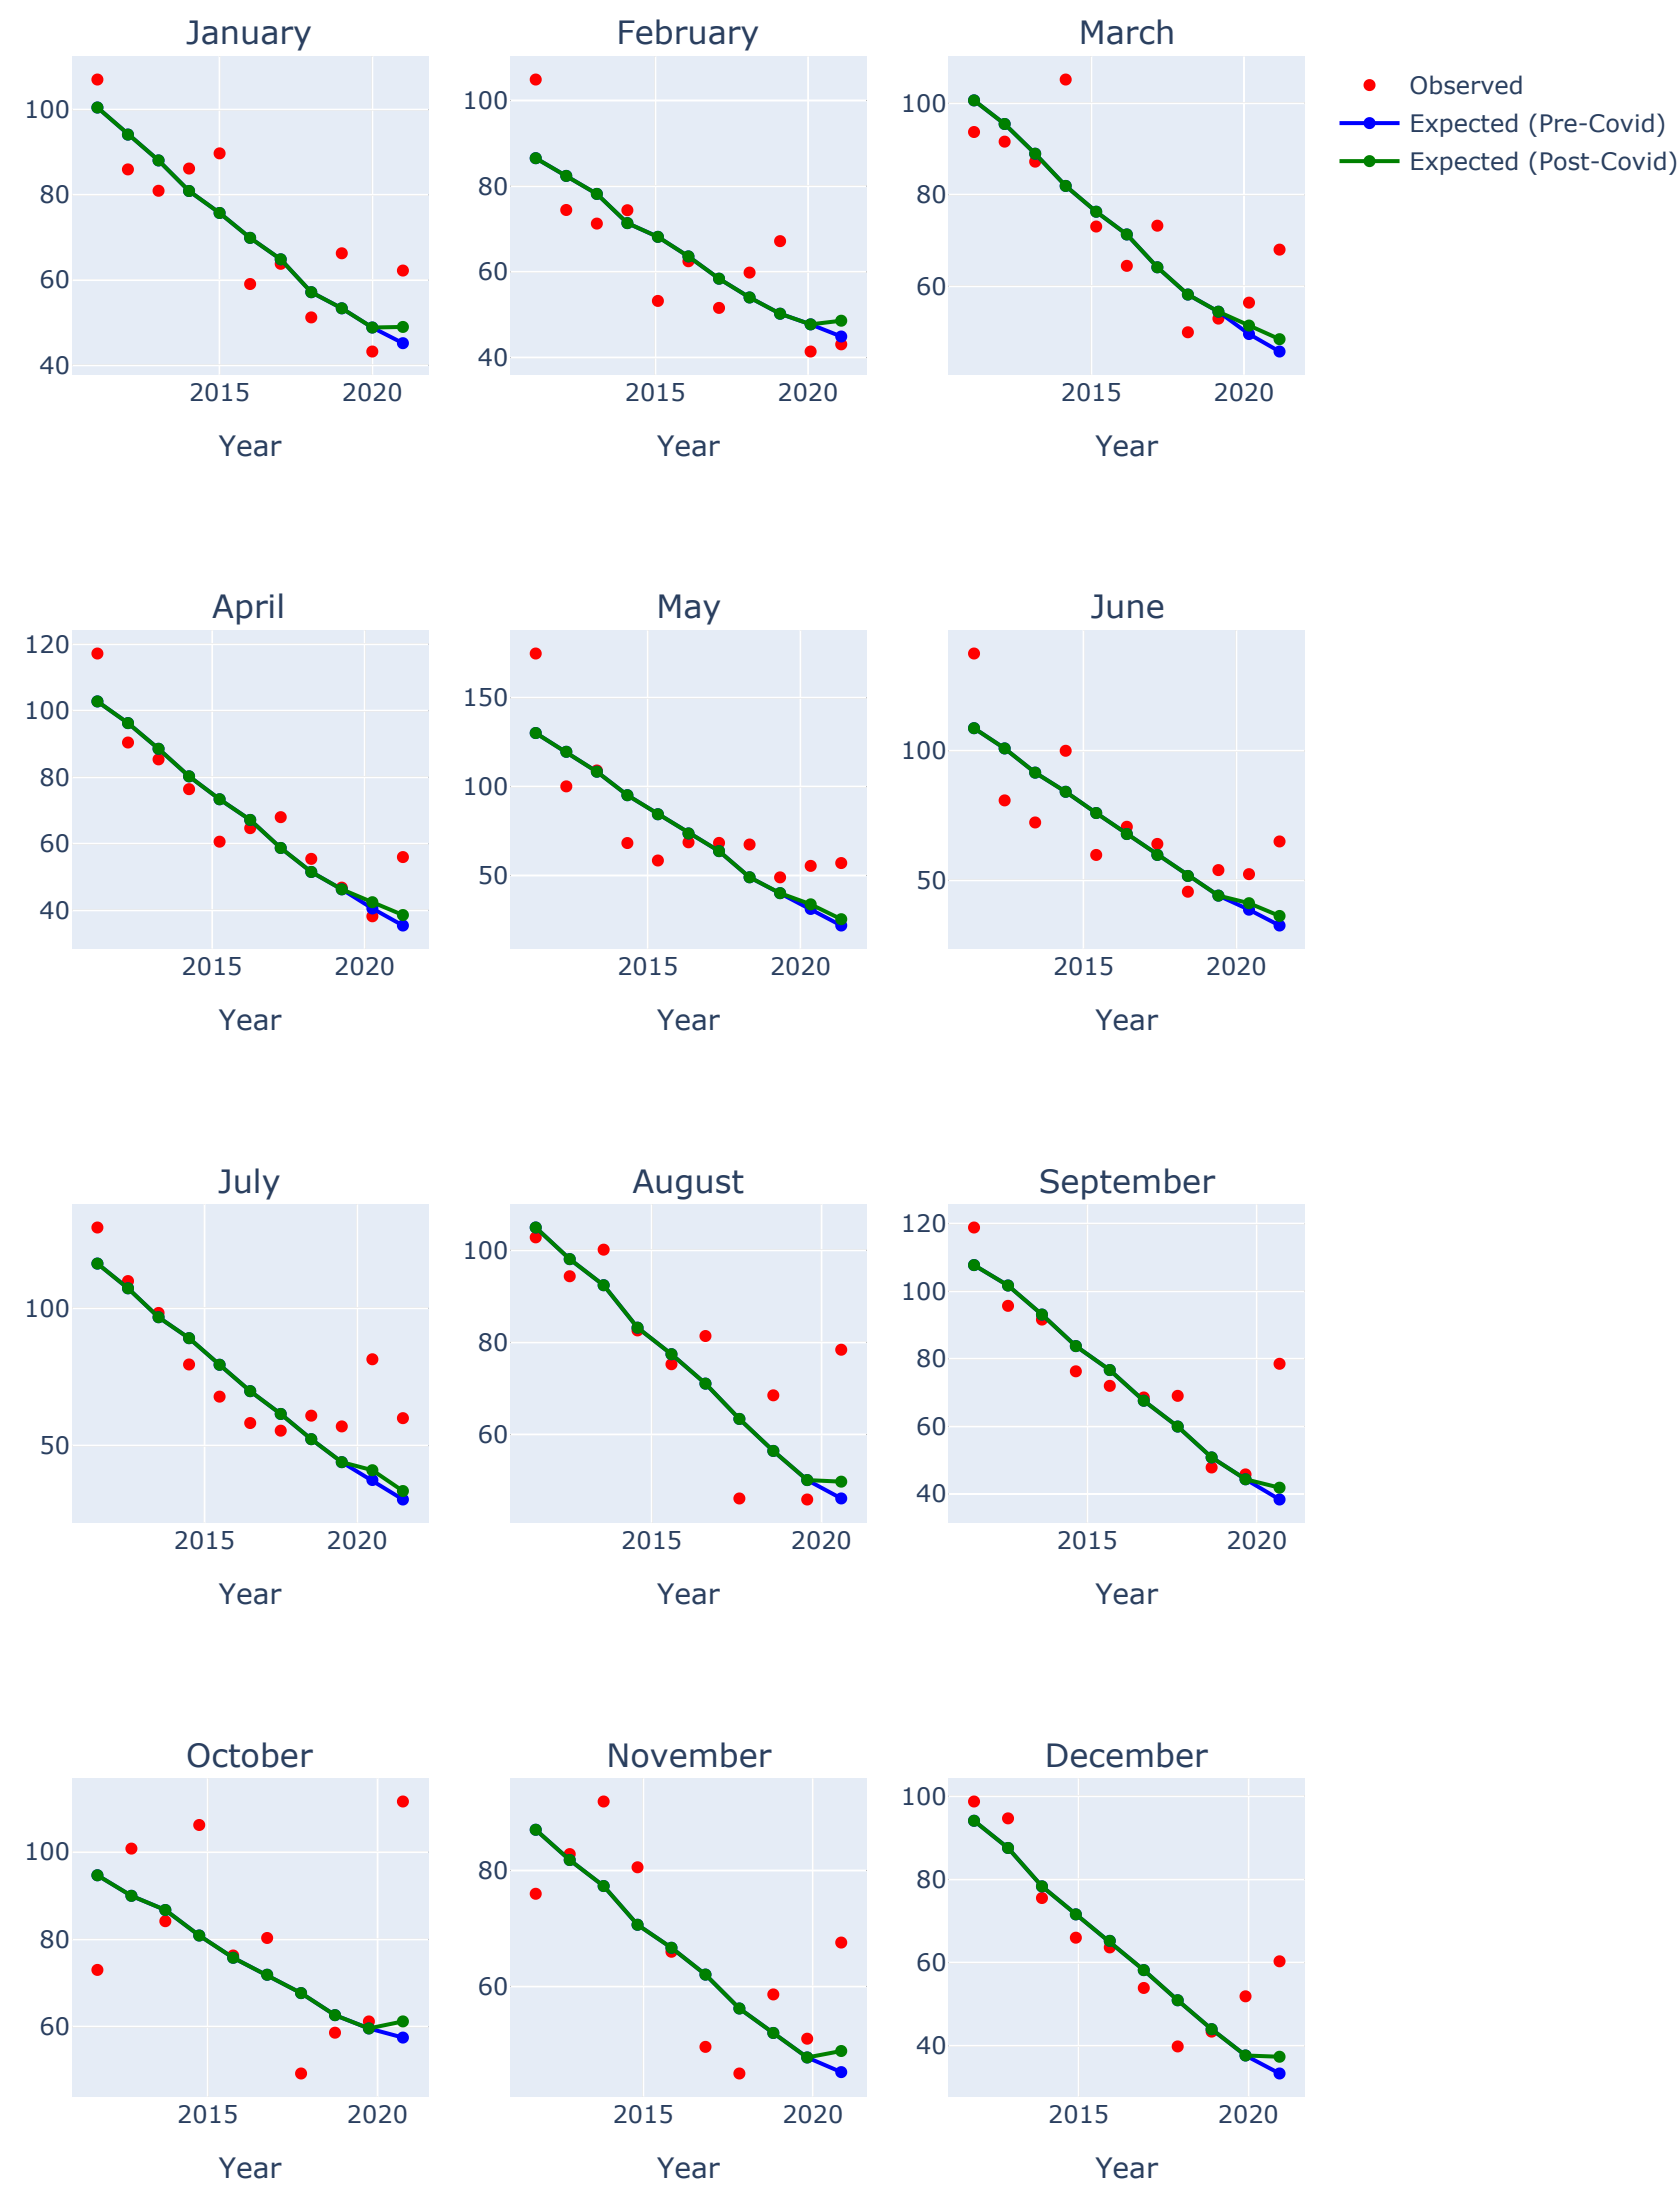 January
February
March
100
80
60
40
2015
2020
Year
100
80
60
40
2015
2020
Year
100
80
60
2015
2020
Year
Observed
Expected (Pre-Covid)
Expected (Post-Covid)
April
May
June
120
100
80
60
40
2015
2020
Year
150
100
50
2015
2020
Year
100
50
2015
2020
Year
July
August
September
100
50
2015
2020
Year
100
80
60
2015
2020
Year
120
100
80
60
40
2015
2020
Year
October
November
December
100
80
60
2015
2020
Year
80
60
2015
2020
Year
100
80
60
40
2015
2020
Year